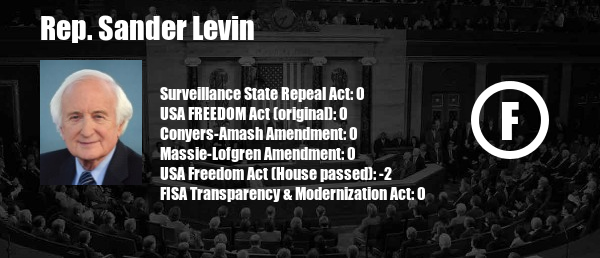 Rep. Sander Levin
Surveillance State Repeal Act: 0
USA FREEDOM Act (original): 0
Conyers-Amash Amendment: 0
Massie-Lofgren Amendment: 0
USA Freedom Act (House passed): -2
FISA Transparency & Modernization Act: 0
F